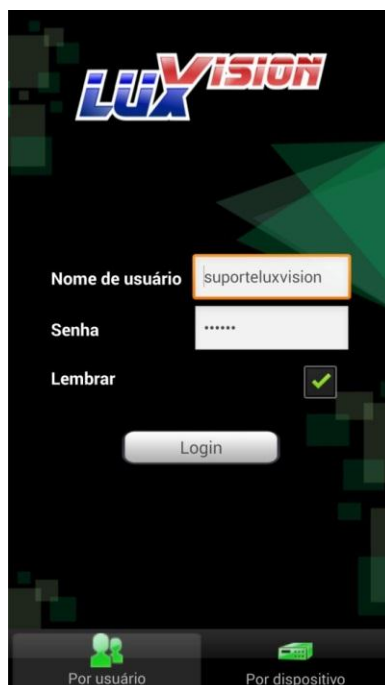 LUXVISION
Nome de usuário suporteluxvision
Senha ••••••
Lembrar
Login
Por usuário Por dispositivo